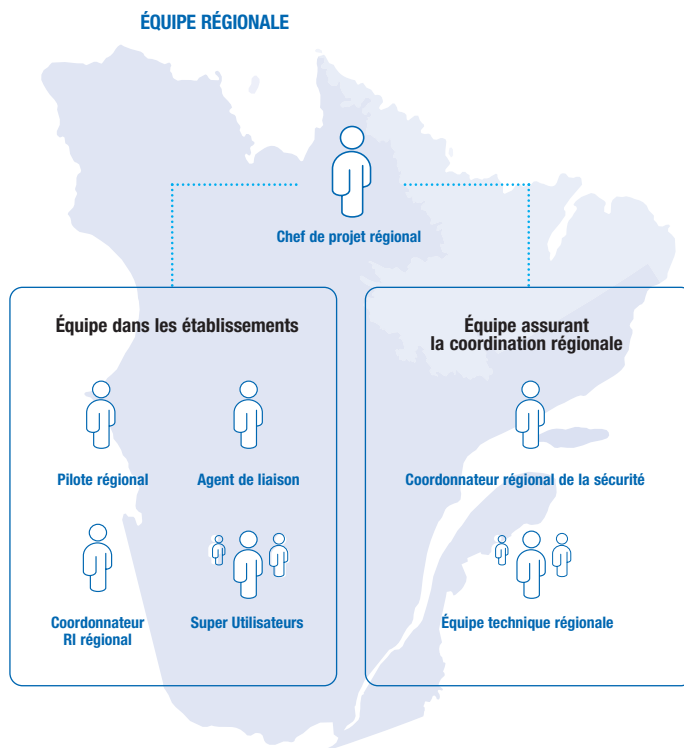 ÉQUIPE RÉGIONALE
Chef de projet régional
Équipe dans les établissements
Pilote régional
Agent de liaison
Coordonnateur
RI régional
Super Utilisateurs
Équipe assurant
la coordination régionale
Coordonnateur régional de la sécurité
Équipe technique régionale